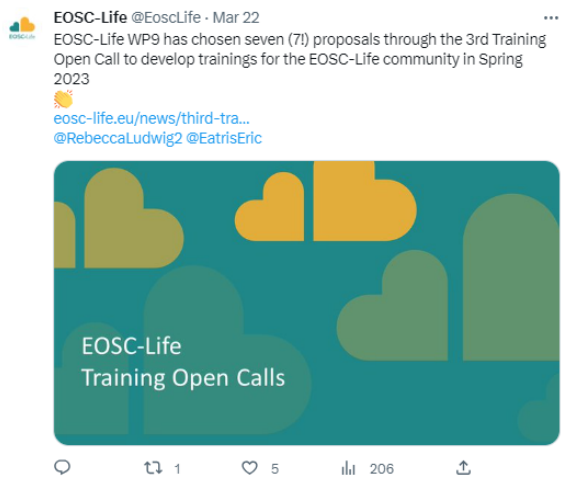 EOSC-Life @EoscLife · Mar 22
EOSC-Life WP9 has chosen seven (7!) proposals through the 3rd Training
Open Call to develop trainings for the EOSC-Life community in Spring
2023
👏
eosc-life.eu/news/third-tra...
@RebeccaLudwig2 @EatrisEric
EOSC-Life
Training Open Calls
1 5 206